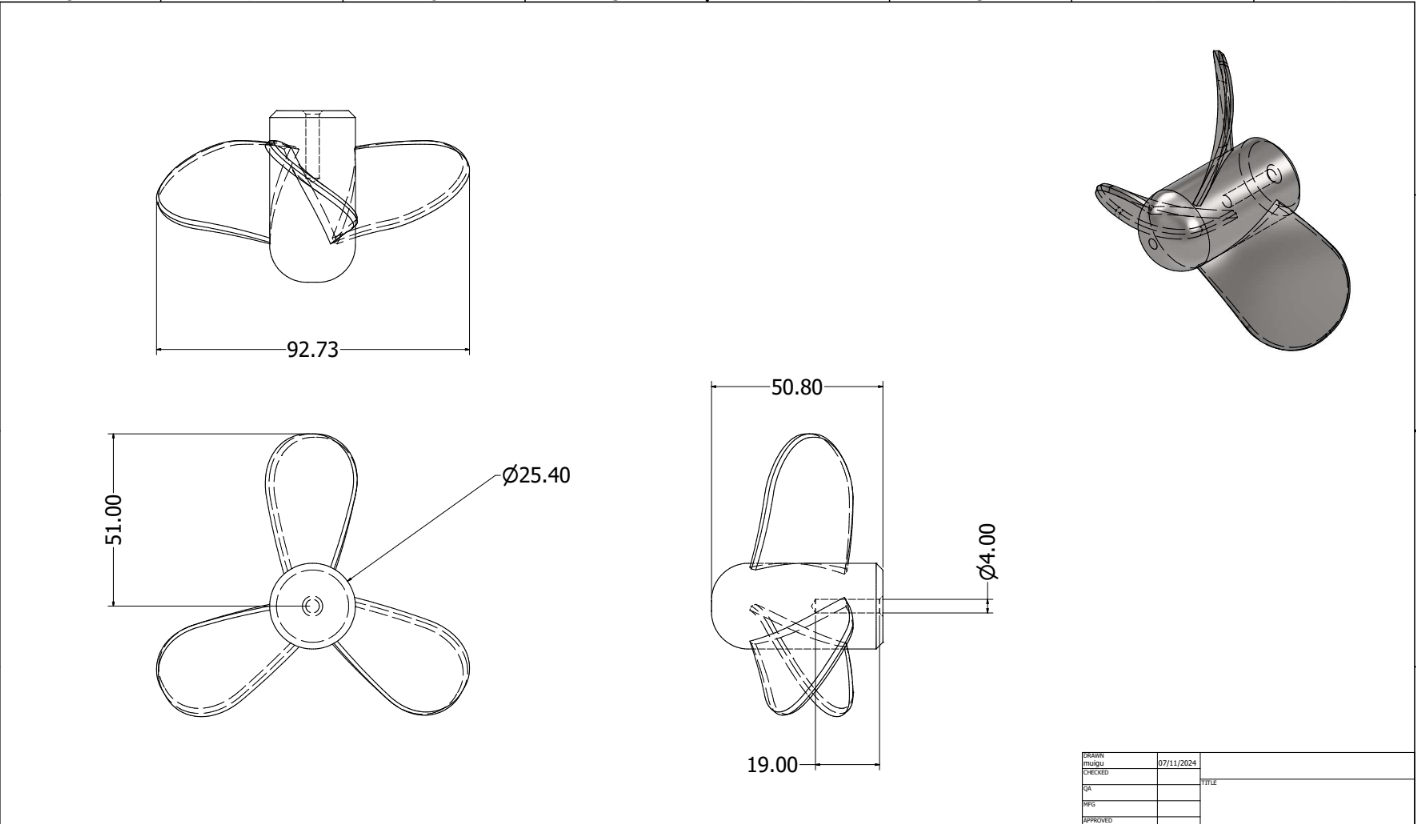 92.73
50.80
Ø25.40
51.00
Ø4.00
19.00
DRAWN
muigu
07/11/2024
CHECKED
TITLE
QA
MFG
APPROVED